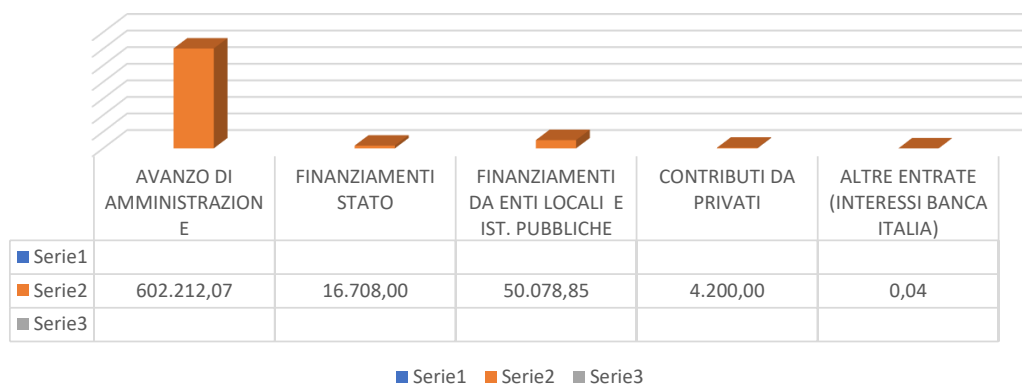 AVANZO DI
AMMINISTRAZION
E
FINANZIAMENTI
STATO
FINANZIAMENTI
DA ENTI LOCALI E
IST. PUBBLICHE
CONTRIBUTI DA
PRIVATI
ALTRE ENTRATE
(INTERESSI BANCA
ITALIA)
Serie1
Serie2 602.212,07 16.708,00 50.078,85 4.200,00 0,04
Serie3
Serie1 Serie2 Serie3